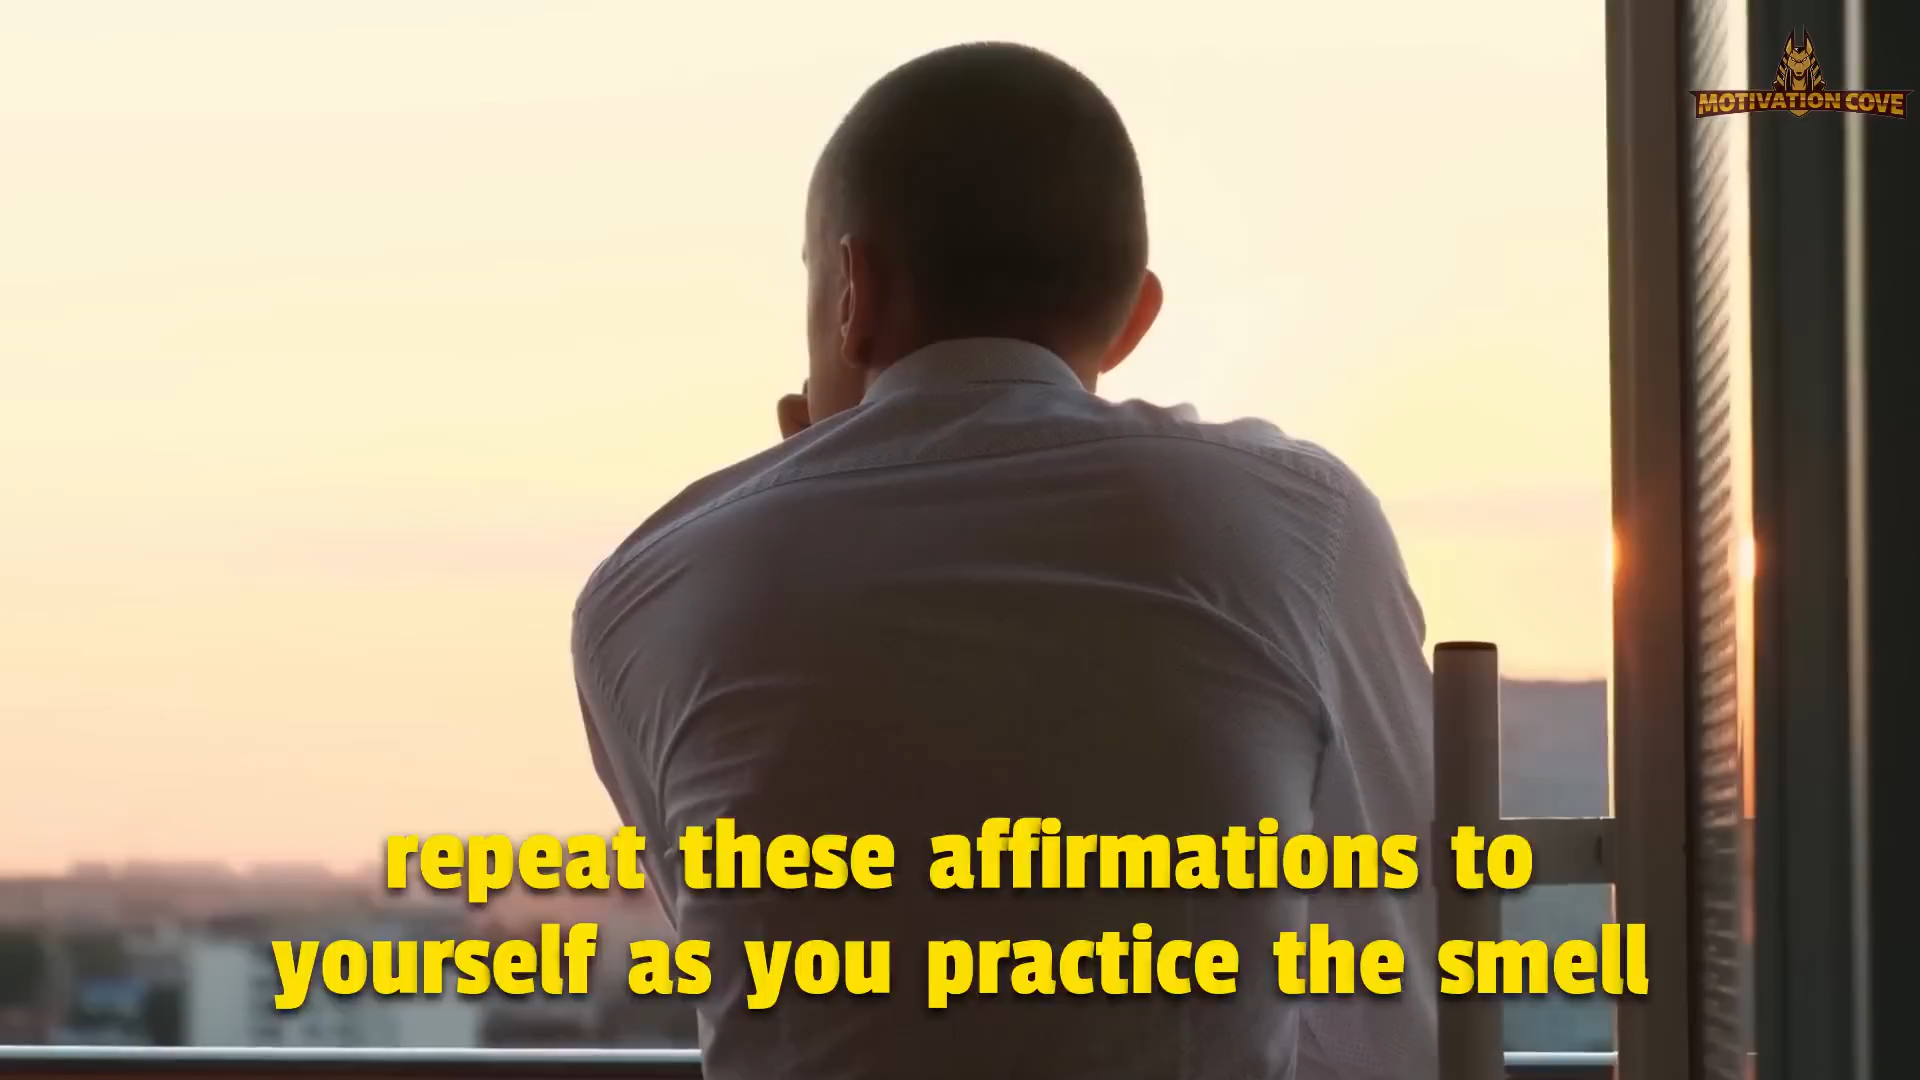 MOTIVATION COVE
repeat these affirmations to
yourself as you practice the smell